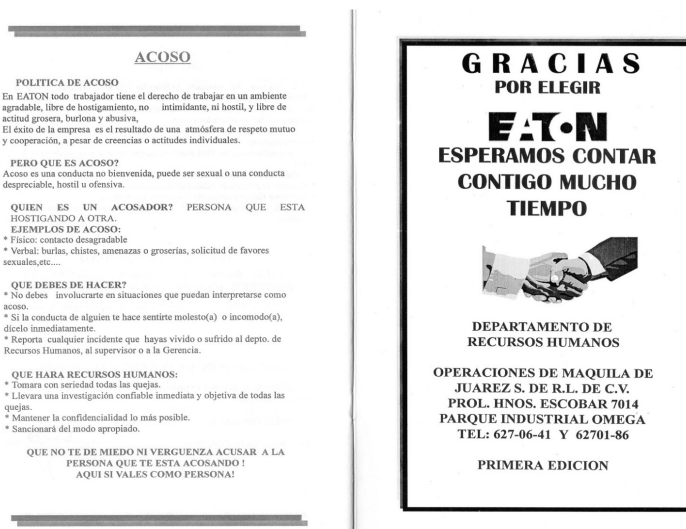 ACOSO
POLITICA DE ACOSO
En EATON todo trabajador tiene el derecho de trabajar en un ambiente
agradable, libre de hostigamiento, no intimidante, ni hostil, y libre de
actitud grosera, burlona y abusiva,
El éxito de la empresa es el resultado de una atmósfera de respeto mutuo
y cooperación, a pesar de creencias o actitudes individuales.
PERO QUE ES ACOSO?
Acoso es una conducta no bienvenida, puede ser sexual o una conducta
despreciable, hostil u ofensiva.
QUIEN ES UN ACOSADOR? PERSONA QUE ESTA
HOSTIGANDO A OTRA.
EJEMPLOS DE ACOSO:
* Físico: contacto desagradable
* Verbal: burlas, chistes, amenazas o groserías, solicitud de favores
sexuales,etc....
QUE DEBES DE HACER?
* No debes involucrarte en situaciones que puedan interpretarse como
acoso.
* Si la conducta de alguien te hace sentirte molesto(a) o incomodo(a),
dícelo inmediatamente.
* Reporta cualquier incidente que hayas vivido o sufrido al depto. de
Recursos Humanos, al supervisor o a la Gerencia.
QUE HARA RECURSOS HUMANOS:
* Tomara con seriedad todas las quejas.
* Llevara una investigación confiable inmediata y objetiva de todas las
quejas.
* Mantener la confidencialidad lo más posible.
* Sancionará del modo apropiado.
QUE NO TE DE MIEDO NI VERGUENZA ACUSAR A LA
PERSONA QUE TE ESTA ACOSANDO !
AQUI SI VALES COMO PERSONA!
GRACIAS
POR ELEGIR
EATON
ESPERAMOS CONTAR
CONTIGO MUCHO
TIEMPO
DEPARTAMENTO DE
RECURSOS HUMANOS
OPERACIONES DE MAQUILA DE
JUAREZ S. DE R.L. DE C.V.
PROL. HNOS. ESCOBAR 7014
PARQUE INDUSTRIAL OMEGA
TEL: 627-06-41 Y 62701-86
PRIMERA EDICION